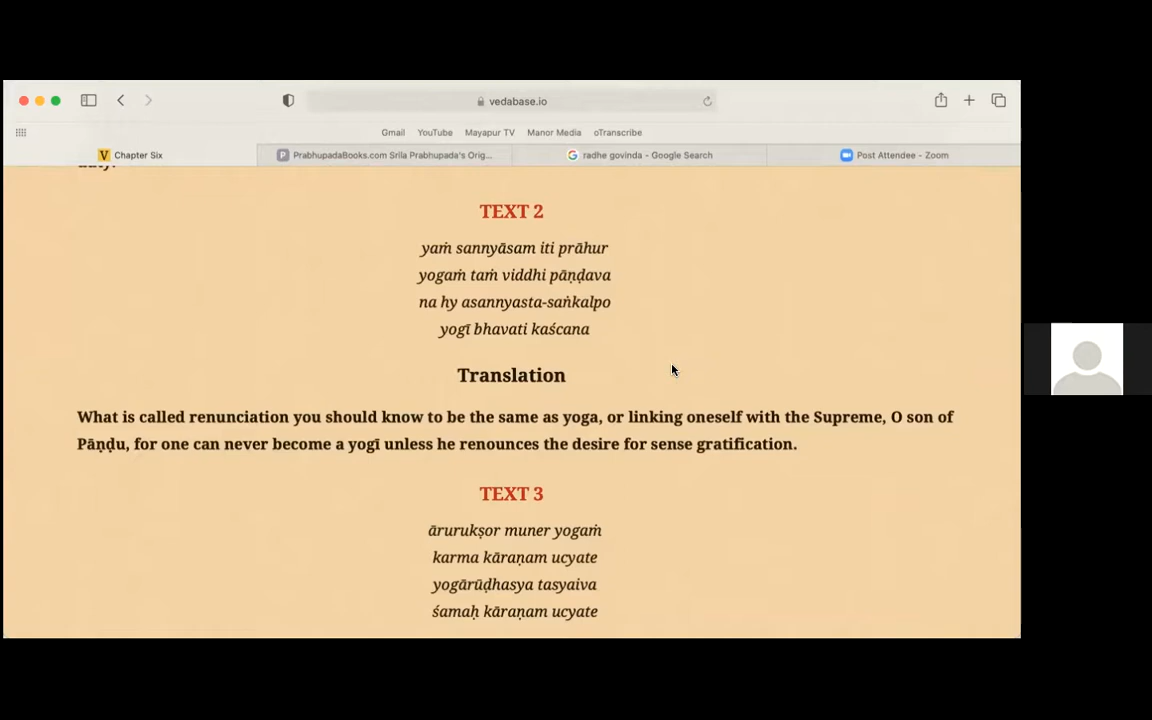 vedabase.io
Gmail YouTube Mayapur TV Manor Media oTranscribe
V Chapter Six P PrabhupadaBooks.com Srila Prabhupada's Orig... G radhe govinda - Google Search Post Attendee - Zoom
duty.
TEXT 2
yaṁ sannyāsam iti prāhur
yogaṁ taṁ viddhi pāṇḍava
na hy asannyasta-saṅkalpo
yogī bhavati kaścana
Translation
What is called renunciation you should know to be the same as yoga, or linking oneself with the Supreme, O son of
Pāṇḍu, for one can never become a yogī unless he renounces the desire for sense gratification.
TEXT 3
ārurukṣor muner yogaṁ
karma kāraṇam ucyate
yogārūḍhasya tasyaiva
śamaḥ kāraṇam ucyate